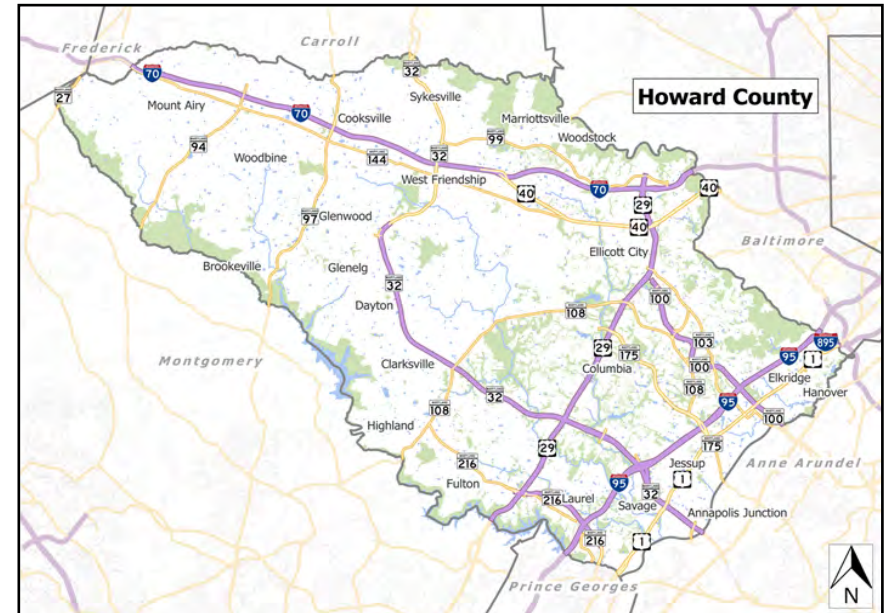 Frederick
Carroll
Howard County
70
32
27
Mount Airy
Sykesville
70
Cooksville
Marriottsville
Woodstock
94
99
Woodbine
144
32
West Friendship
70
40
40
29
97
Glenwood
40
Baltimore
Ellicott City
Brookeville
Glenelg
32
100
Dayton
108
103
895
Montgomery
29
175
95
1
Clarksville
Columbia
100
Elkridge
32
108
Hanover
108
95
100
Highland
175
29
216
Jessup
Anne Arundel
Fulton
95
1
216
Laurel
32
Savage
Annapolis Junction
216
1
Prince Georges
N